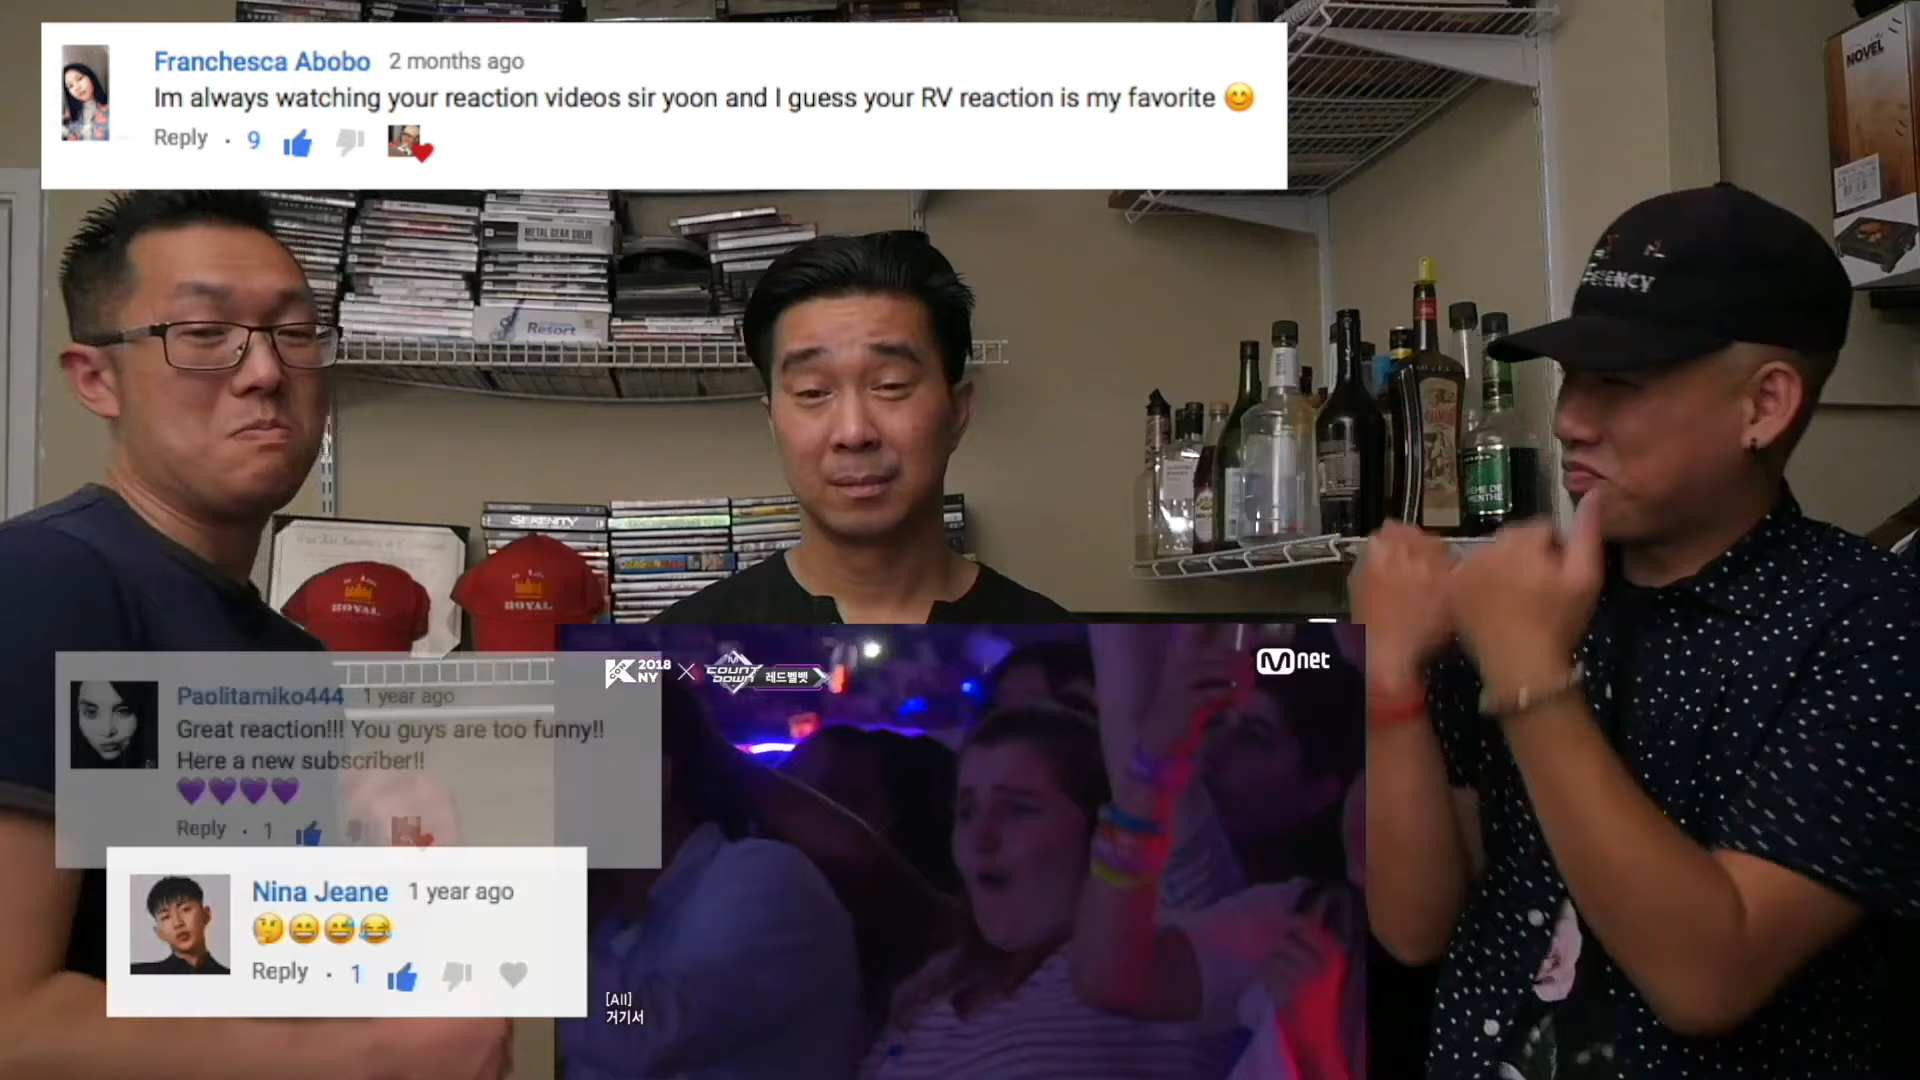 Franchesca Abobo 2 months ago
Im always watching your reaction videos sir yoon and I guess your RV reaction is my favorite 😊
Reply · 9
NOVEL
METAL GEAR SOLID
Resort
SERENITY
ROYAL
ROYAL
MENTHE
Paolitamiko444 1 year ago
Great reaction!!! You guys are too funny!!
Here a new subscriber!!
💜💜💜💜
Reply · 1
Nina Jeane 1 year ago
🤔😄😅😂
Reply · 1
KCON 2018 NY X M COUNT DOWN 레드벨벳
Mnet
[All]
거기서